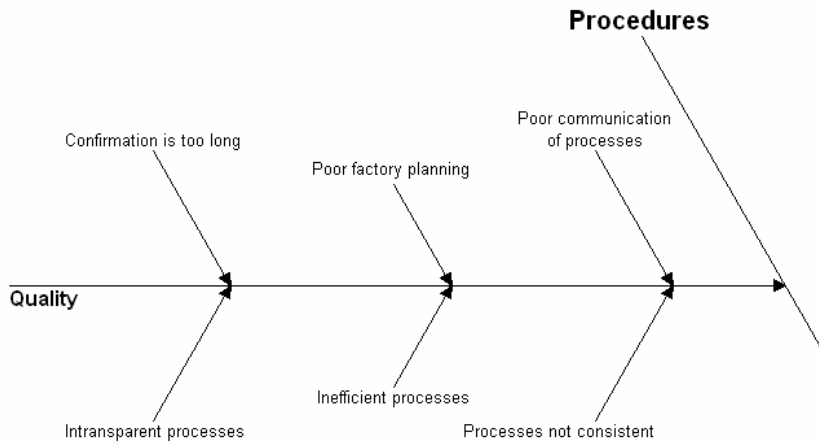 Procedures
Poor communication
of processes
Confirmation is too long
Poor factory planning
Quality
Inefficient processes
Intransparent processes
Processes not consistent